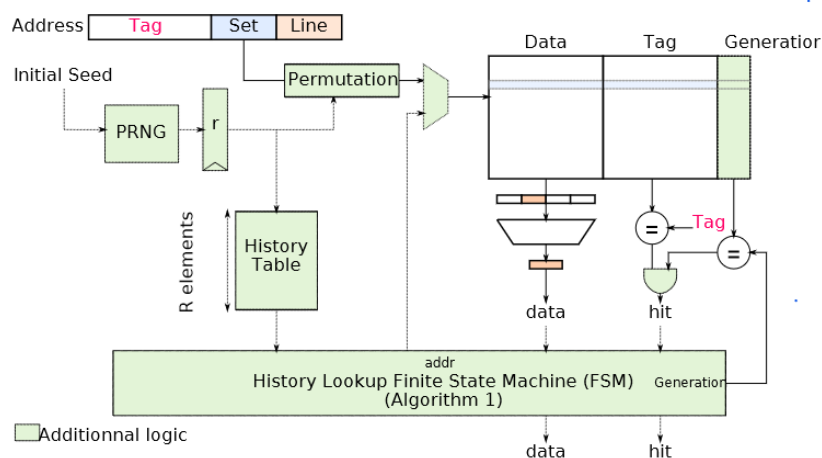 Address
Tag
Set
Line
Initial Seed
Permutation
Data
Tag
Generation
PRNG
r
R elements
History
Table
=
Tag
=
data
hit
addr
History Lookup Finite State Machine (FSM)
(Algorithm 1)
Generation
Additionnal logic
data
hit